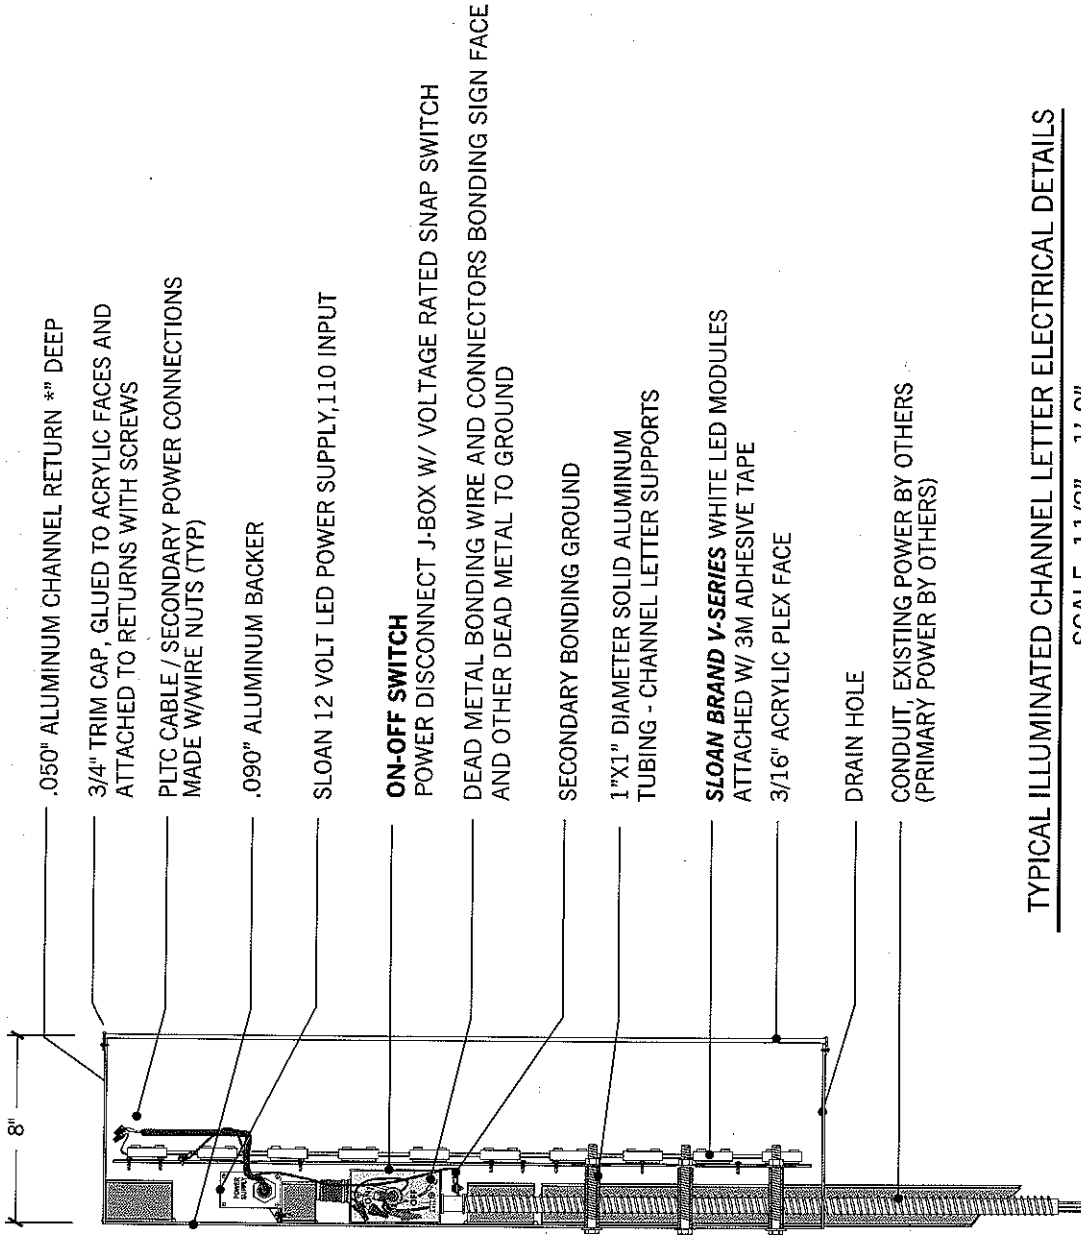 8"
.050" ALUMINUM CHANNEL RETURN *" DEEP
3/4" TRIM CAP, GLUED TO ACRYLIC FACES AND
ATTACHED TO RETURNS WITH SCREWS
PLTC CABLE / SECONDARY POWER CONNECTIONS
MADE W/WIRE NUTS (TYP)
.090" ALUMINUM BACKER
SLOAN 12 VOLT LED POWER SUPPLY,110 INPUT
ON-OFF SWITCH
POWER DISCONNECT J-BOX W/ VOLTAGE RATED SNAP SWITCH
DEAD METAL BONDING WIRE AND CONNECTORS BONDING SIGN FACE
AND OTHER DEAD METAL TO GROUND
SECONDARY BONDING GROUND
1"X1" DIAMETER SOLID ALUMINUM
TUBING - CHANNEL LETTER SUPPORTS
SLOAN BRAND V-SERIES WHITE LED MODULES
ATTACHED W/ 3M ADHESIVE TAPE
3/16" ACRYLIC PLEX FACE
DRAIN HOLE
CONDUIT, EXISTING POWER BY OTHERS
(PRIMARY POWER BY OTHERS)
POWER
SUPPLY
ON
OFF
TYPICAL ILLUMINATED CHANNEL LETTER ELECTRICAL DETAILS